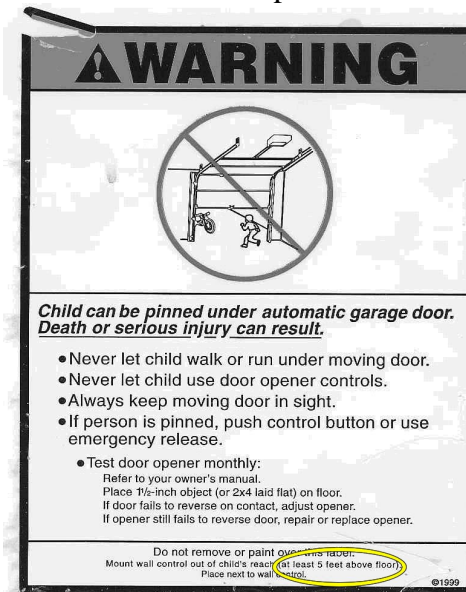 WARNING
Child can be pinned under automatic garage door.
Death or serious injury can result.
•Never let child walk or run under moving door.
•Never let child use door opener controls.
•Always keep moving door in sight.
•If person is pinned, push control button or use
emergency release.
•Test door opener monthly:
Refer to your owner's manual.
Place 1½-inch object (or 2x4 laid flat) on floor.
If door fails to reverse on contact, adjust opener.
If opener still fails to reverse door, repair or replace opener.
Do not remove or paint over this label.
Mount wall control out of child's reach (at least 5 feet above floor).
Place next to wall control.
©1999